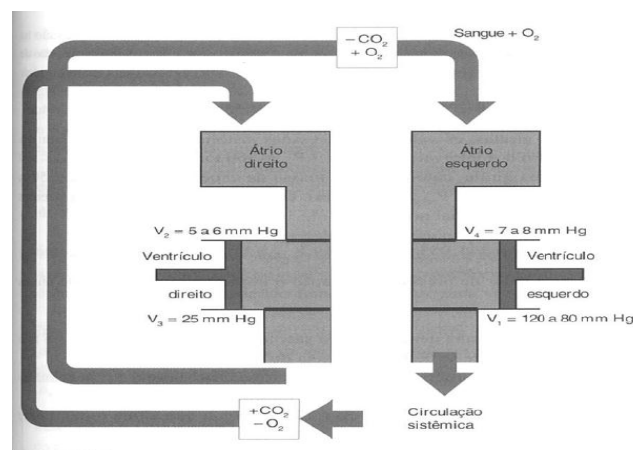 – CO₂
+ O₂
Sangue + O₂
Átrio
direito
Átrio
esquerdo
V₂ = 5 a 6 mm Hg
V₄ = 7 a 8 mm Hg
Ventrículo
direito
Ventrículo
esquerdo
V₃ = 25 mm Hg
V₁ = 120 a 80 mm Hg
+CO₂
– O₂
Circulação
sistêmica